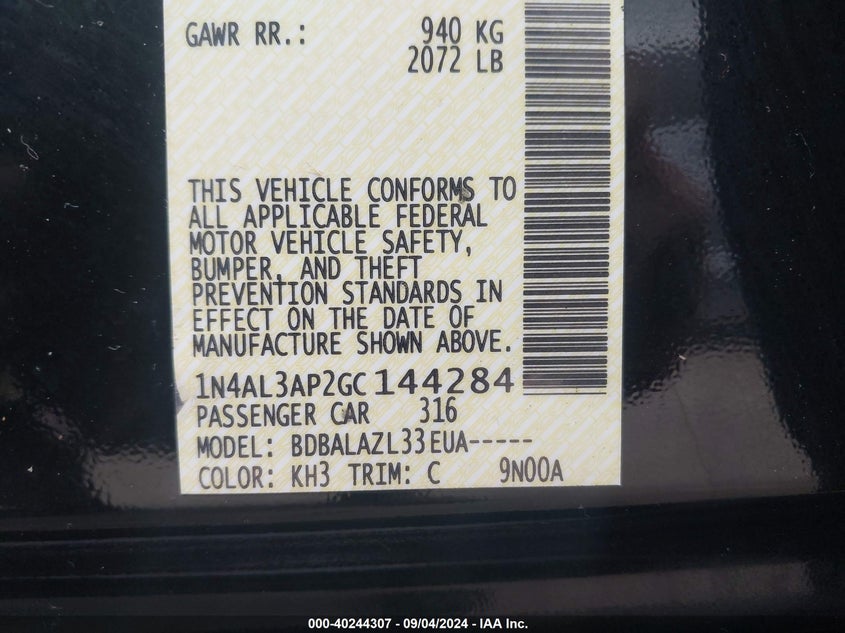 GAWR RR.: 940 KG
2072 LB
THIS VEHICLE CONFORMS TO
ALL APPLICABLE FEDERAL
MOTOR VEHICLE SAFETY,
BUMPER, AND THEFT
PREVENTION STANDARDS IN
EFFECT ON THE DATE OF
MANUFACTURE SHOWN ABOVE.
1N4AL3AP2GC144284
PASSENGER CAR 316
MODEL: BDBALAZL33EUA-----
COLOR: KH3 TRIM: C 9N00A
000-40244307 - 09/04/2024 - IAA Inc.